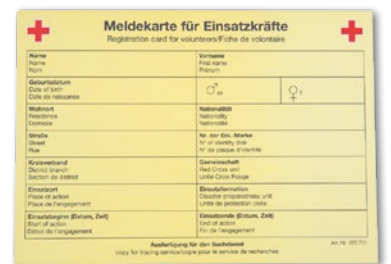 Meldekarte für Einsatzkräfte
Registration card for volunteers/Fiche de volontaire
Name
Name
Nom
Vorname
First name
Prénom
Geburtsdatum
Date of birth
Date de naissance
♂ m
♀ f
Wohnort
Residence
Domicile
Nationalität
Nationality
Nationalité
Straße
Street
Rue
Nr. der Erk.-Marke
N° of identity disk
N° de plaque d'identité
Kreisverband
District branch
Section de district
Gemeinschaft
Red Cross unit
Unité Croix Rouge
Einsatzort
Place of action
Place de l'engagement
Einsatzformation
Disaster preparedness unit
Unité de protection civile
Einsatzbeginn (Datum, Zeit)
Start of action
Début de l'engagement
Einsatzende (Datum, Zeit)
End of action
Fin de l'engagement
Ausfertigung für den Suchdienst
copy for tracing service/copie pour le service de recherches
Art. Nr.